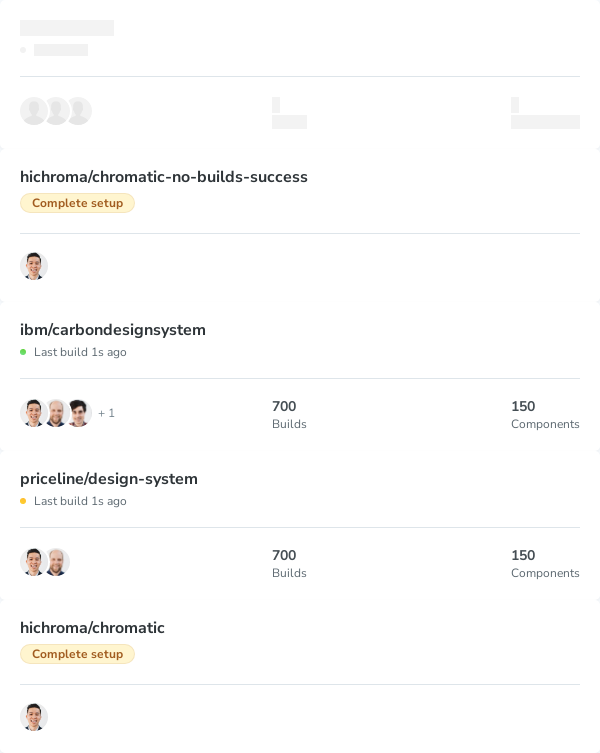 hichroma/chromatic-no-builds-success
Complete setup
ibm/carbondesignsystem
Last build 1s ago
+ 1
700
Builds
150
Components
priceline/design-system
Last build 1s ago
700
Builds
150
Components
hichroma/chromatic
Complete setup